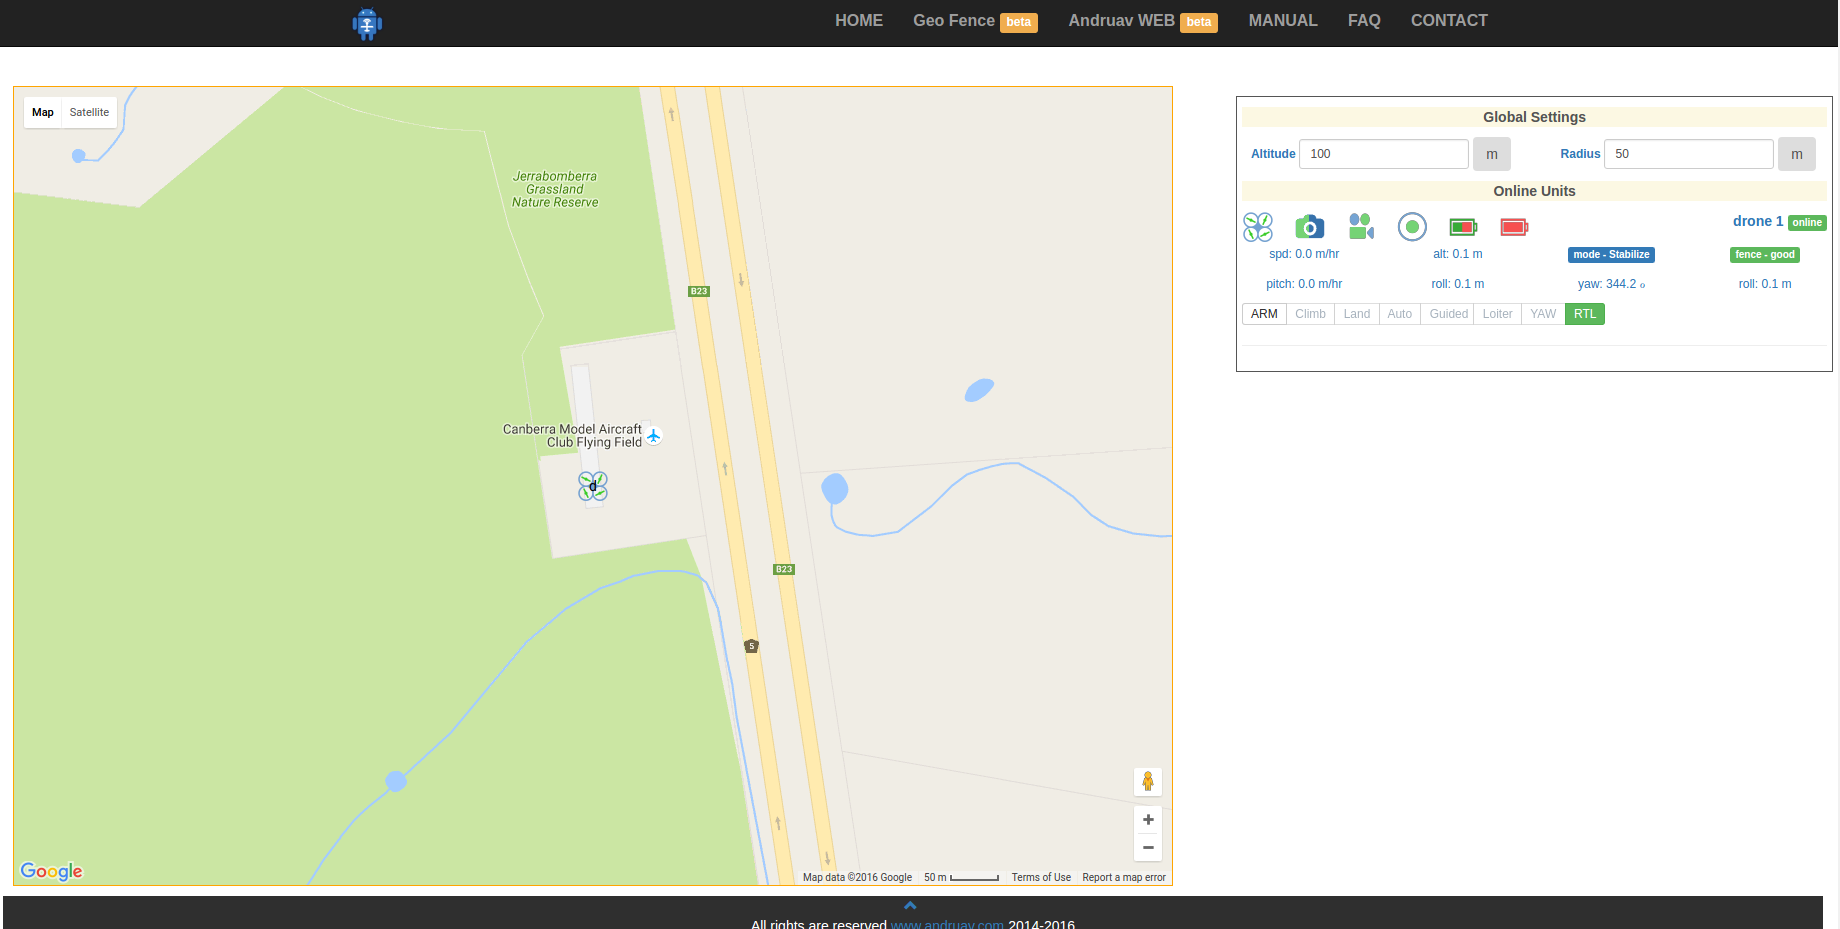 HOME Geo Fence beta Andruav WEB beta MANUAL FAQ CONTACT
Map Satellite
Jerrabomberra
Grassland
Nature Reserve
B23
Canberra Model Aircraft
Club Flying Field
d
B23
5
Google
Map data ©2016 Google 50 m Terms of Use Report a map error
Global Settings
Altitude 100 m Radius 50 m
Online Units
drone 1 online
spd: 0.0 m/hr alt: 0.1 m mode - Stabilize fence - good
pitch: 0.0 m/hr roll: 0.1 m yaw: 344.2 º roll: 0.1 m
ARM Climb Land Auto Guided Loiter YAW RTL
All rights are reserved www.andruav.com 2014-2016